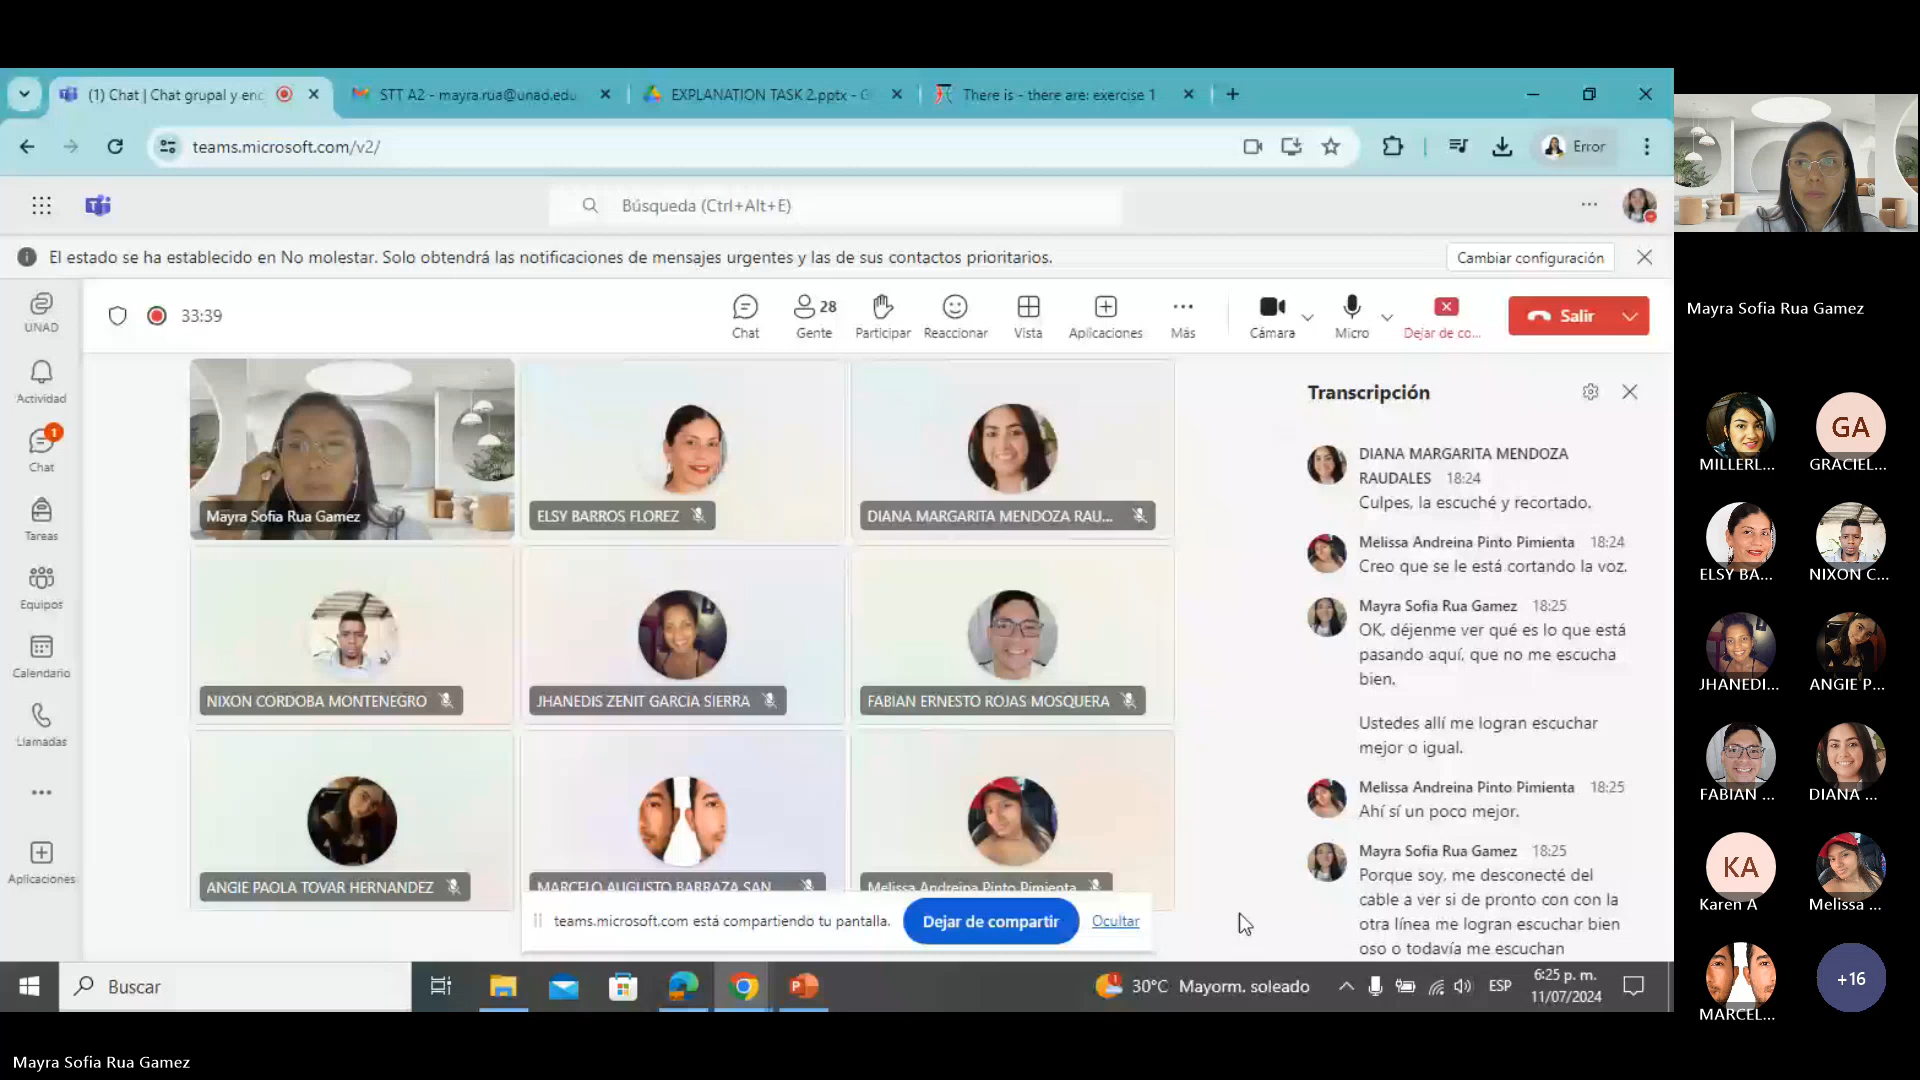 (1) Chat | Chat grupal y enc
STT A2 - mayra.rua@unad.edu
EXPLANATION TASK 2.pptx - G
There is - there are: exercise 1
teams.microsoft.com/v2/
Error
Búsqueda (Ctrl+Alt+E)
El estado se ha establecido en No molestar. Solo obtendrá las notificaciones de mensajes urgentes y las de sus contactos prioritarios.
Cambiar configuración
33:39
Chat
28
Gente
Participar
Reaccionar
Vista
Aplicaciones
Más
Cámara
Micro
Dejar de co...
Salir
UNAD
Actividad
1
Chat
Tareas
Equipos
Calendario
Llamadas
Aplicaciones
Mayra Sofia Rua Gamez
ELSY BARROS FLOREZ
DIANA MARGARITA MENDOZA RAU...
NIXON CORDOBA MONTENEGRO
JHANEDIS ZENIT GARCIA SIERRA
FABIAN ERNESTO ROJAS MOSQUERA
ANGIE PAOLA TOVAR HERNANDEZ
MARCELO AUGUSTO BARRAZA SAN...
Melissa Andreina Pinto Pimienta
Transcripción
DIANA MARGARITA MENDOZA
RAUDALES 18:24
Culpes, la escuché y recortado.
Melissa Andreina Pinto Pimienta 18:24
Creo que se le está cortando la voz.
Mayra Sofia Rua Gamez 18:25
OK, déjenme ver qué es lo que está
pasando aquí, que no me escucha
bien.
Ustedes allí me logran escuchar
mejor o igual.
Melissa Andreina Pinto Pimienta 18:25
Ahí sí un poco mejor.
Mayra Sofia Rua Gamez 18:25
Porque soy, me desconecté del
cable a ver si de pronto con con la
otra línea me logran escuchar bien
oso o todavía me escuchan
teams.microsoft.com está compartiendo tu pantalla.
Dejar de compartir
Ocultar
Buscar
30°C Mayorm. soleado
ESP
6:25 p. m.
11/07/2024
Mayra Sofia Rua Gamez
MILLERL...
GA
GRACIEL...
ELSY BA...
NIXON C...
JHANEDI...
ANGIE P...
FABIAN ...
DIANA ...
KA
Karen A
Melissa ...
MARCEL...
+16
Mayra Sofia Rua Gamez